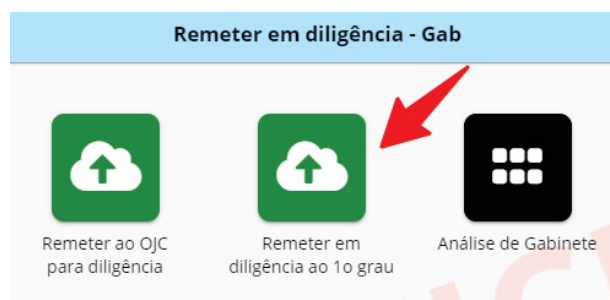 Remeter em diligência - Gab
Remeter ao OJC
para diligência
Remeter em
diligência ao 1o grau
Análise de Gabinete